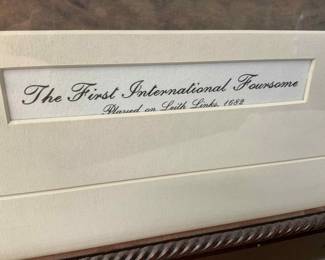 The First International Foursome
Played on Leith Links, 1682